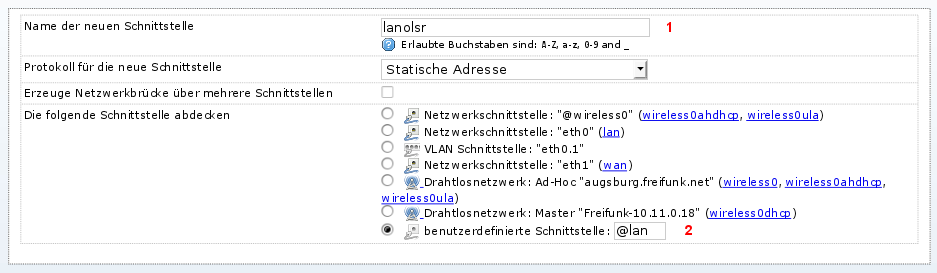 Name der neuen Schnittstelle
lanolsr
1
Erlaubte Buchstaben sind: A-Z, a-z, 0-9 and _
Protokoll für die neue Schnittstelle
Statische Adresse
Erzeuge Netzwerkbrücke über mehrere Schnittstellen
Die folgende Schnittstelle abdecken
Netzwerkschnittstelle: "@wireless0" (wireless0ahdhcp, wireless0ula)
Netzwerkschnittstelle: "eth0" (lan)
VLAN Schnittstelle: "eth0.1"
Netzwerkschnittstelle: "eth1" (wan)
Drahtlosnetzwerk: Ad-Hoc "augsburg.freifunk.net" (wireless0, wireless0ahdhcp,
wireless0ula)
Drahtlosnetzwerk: Master "Freifunk-10.11.0.18" (wireless0dhcp)
benutzerdefinierte Schnittstelle: @lan 2